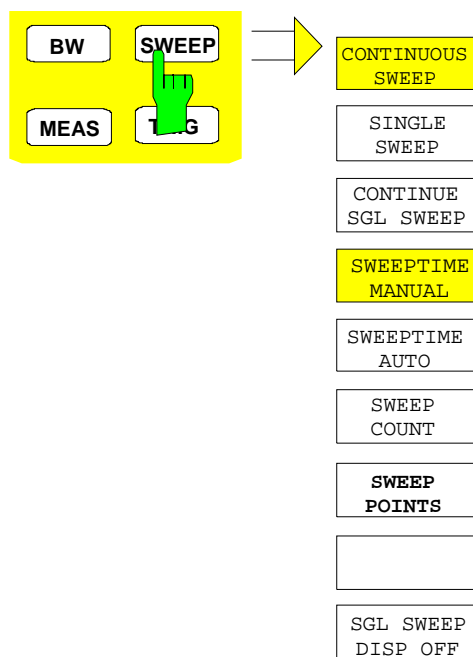 BW
SWEEP
MEAS
CONTINUOUS
SWEEP
SINGLE
SWEEP
CONTINUE
SGL SWEEP
SWEEPTIME
MANUAL
SWEEPTIME
AUTO
SWEEP
COUNT
SWEEP
POINTS
SGL SWEEP
DISP OFF